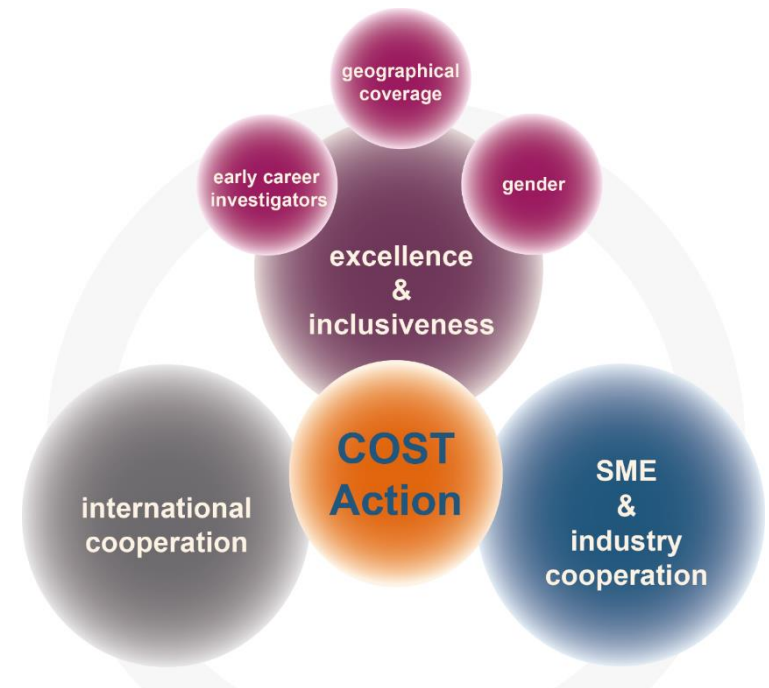 geographical
coverage
early career
investigators
gender
excellence
&
inclusiveness
COST
Action
international
cooperation
SME
&
industry
cooperation